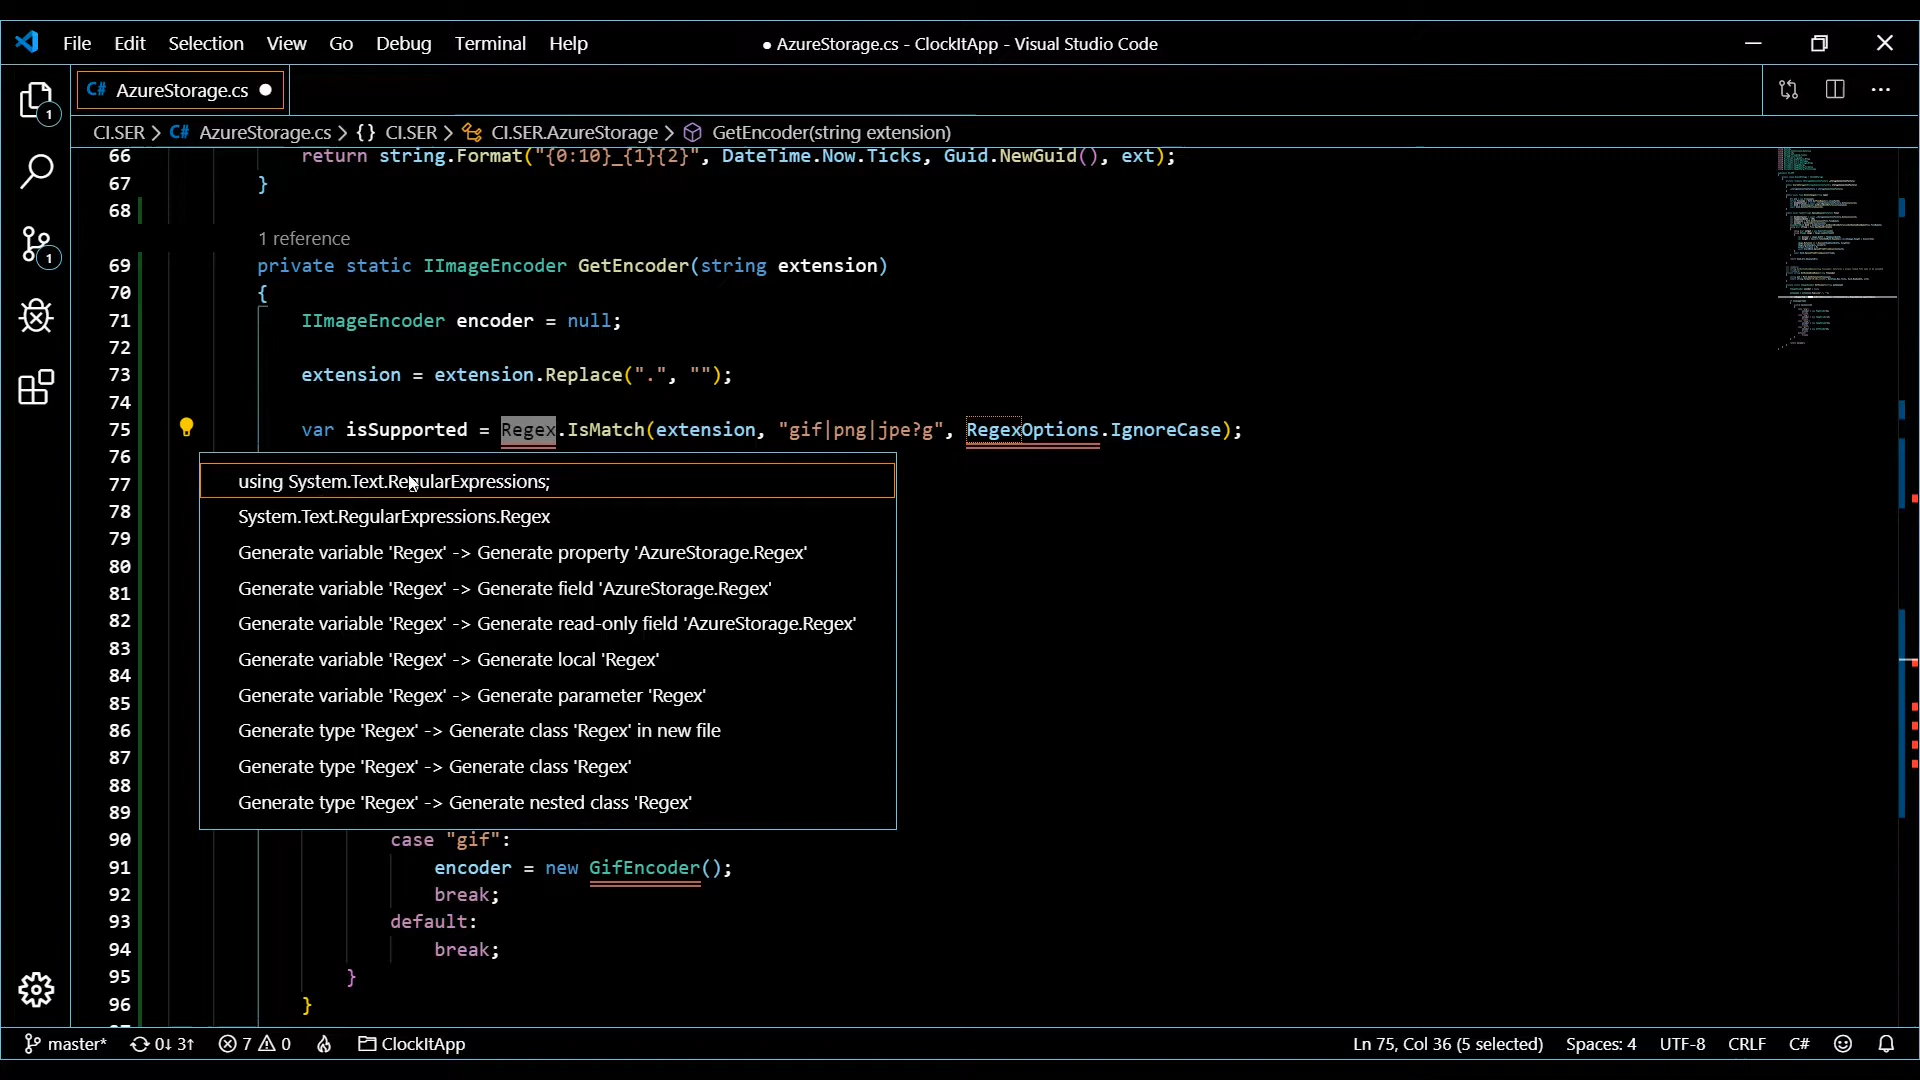 File Edit Selection View Go Debug Terminal Help ● AzureStorage.cs - ClockItApp - Visual Studio Code
C# AzureStorage.cs ●
CI.SER > C# AzureStorage.cs > {} CI.SER > CI.SER.AzureStorage > GetEncoder(string extension)
66 return string.Format("{0:10}_{1}{2}", DateTime.Now.Ticks, Guid.NewGuid(), ext);
67 }
68
1 reference
69 private static IImageEncoder GetEncoder(string extension)
70 {
71 IImageEncoder encoder = null;
72
73 extension = extension.Replace(".", "");
74
75 var isSupported = Regex.IsMatch(extension, "gif|png|jpe?g", RegexOptions.IgnoreCase);
76
77 using System.Text.RegularExpressions;
78 System.Text.RegularExpressions.Regex
79 Generate variable 'Regex' -> Generate property 'AzureStorage.Regex'
80
81 Generate variable 'Regex' -> Generate field 'AzureStorage.Regex'
82 Generate variable 'Regex' -> Generate read-only field 'AzureStorage.Regex'
83 Generate variable 'Regex' -> Generate local 'Regex'
84
85 Generate variable 'Regex' -> Generate parameter 'Regex'
86 Generate type 'Regex' -> Generate class 'Regex' in new file
87 Generate type 'Regex' -> Generate class 'Regex'
88
89 Generate type 'Regex' -> Generate nested class 'Regex'
90 case "gif":
91 encoder = new GifEncoder();
92 break;
93 default:
94 break;
95 }
96 }
master* 0↓ 3↑ 7 0 ClockItApp Ln 75, Col 36 (5 selected) Spaces: 4 UTF-8 CRLF C#
1
1